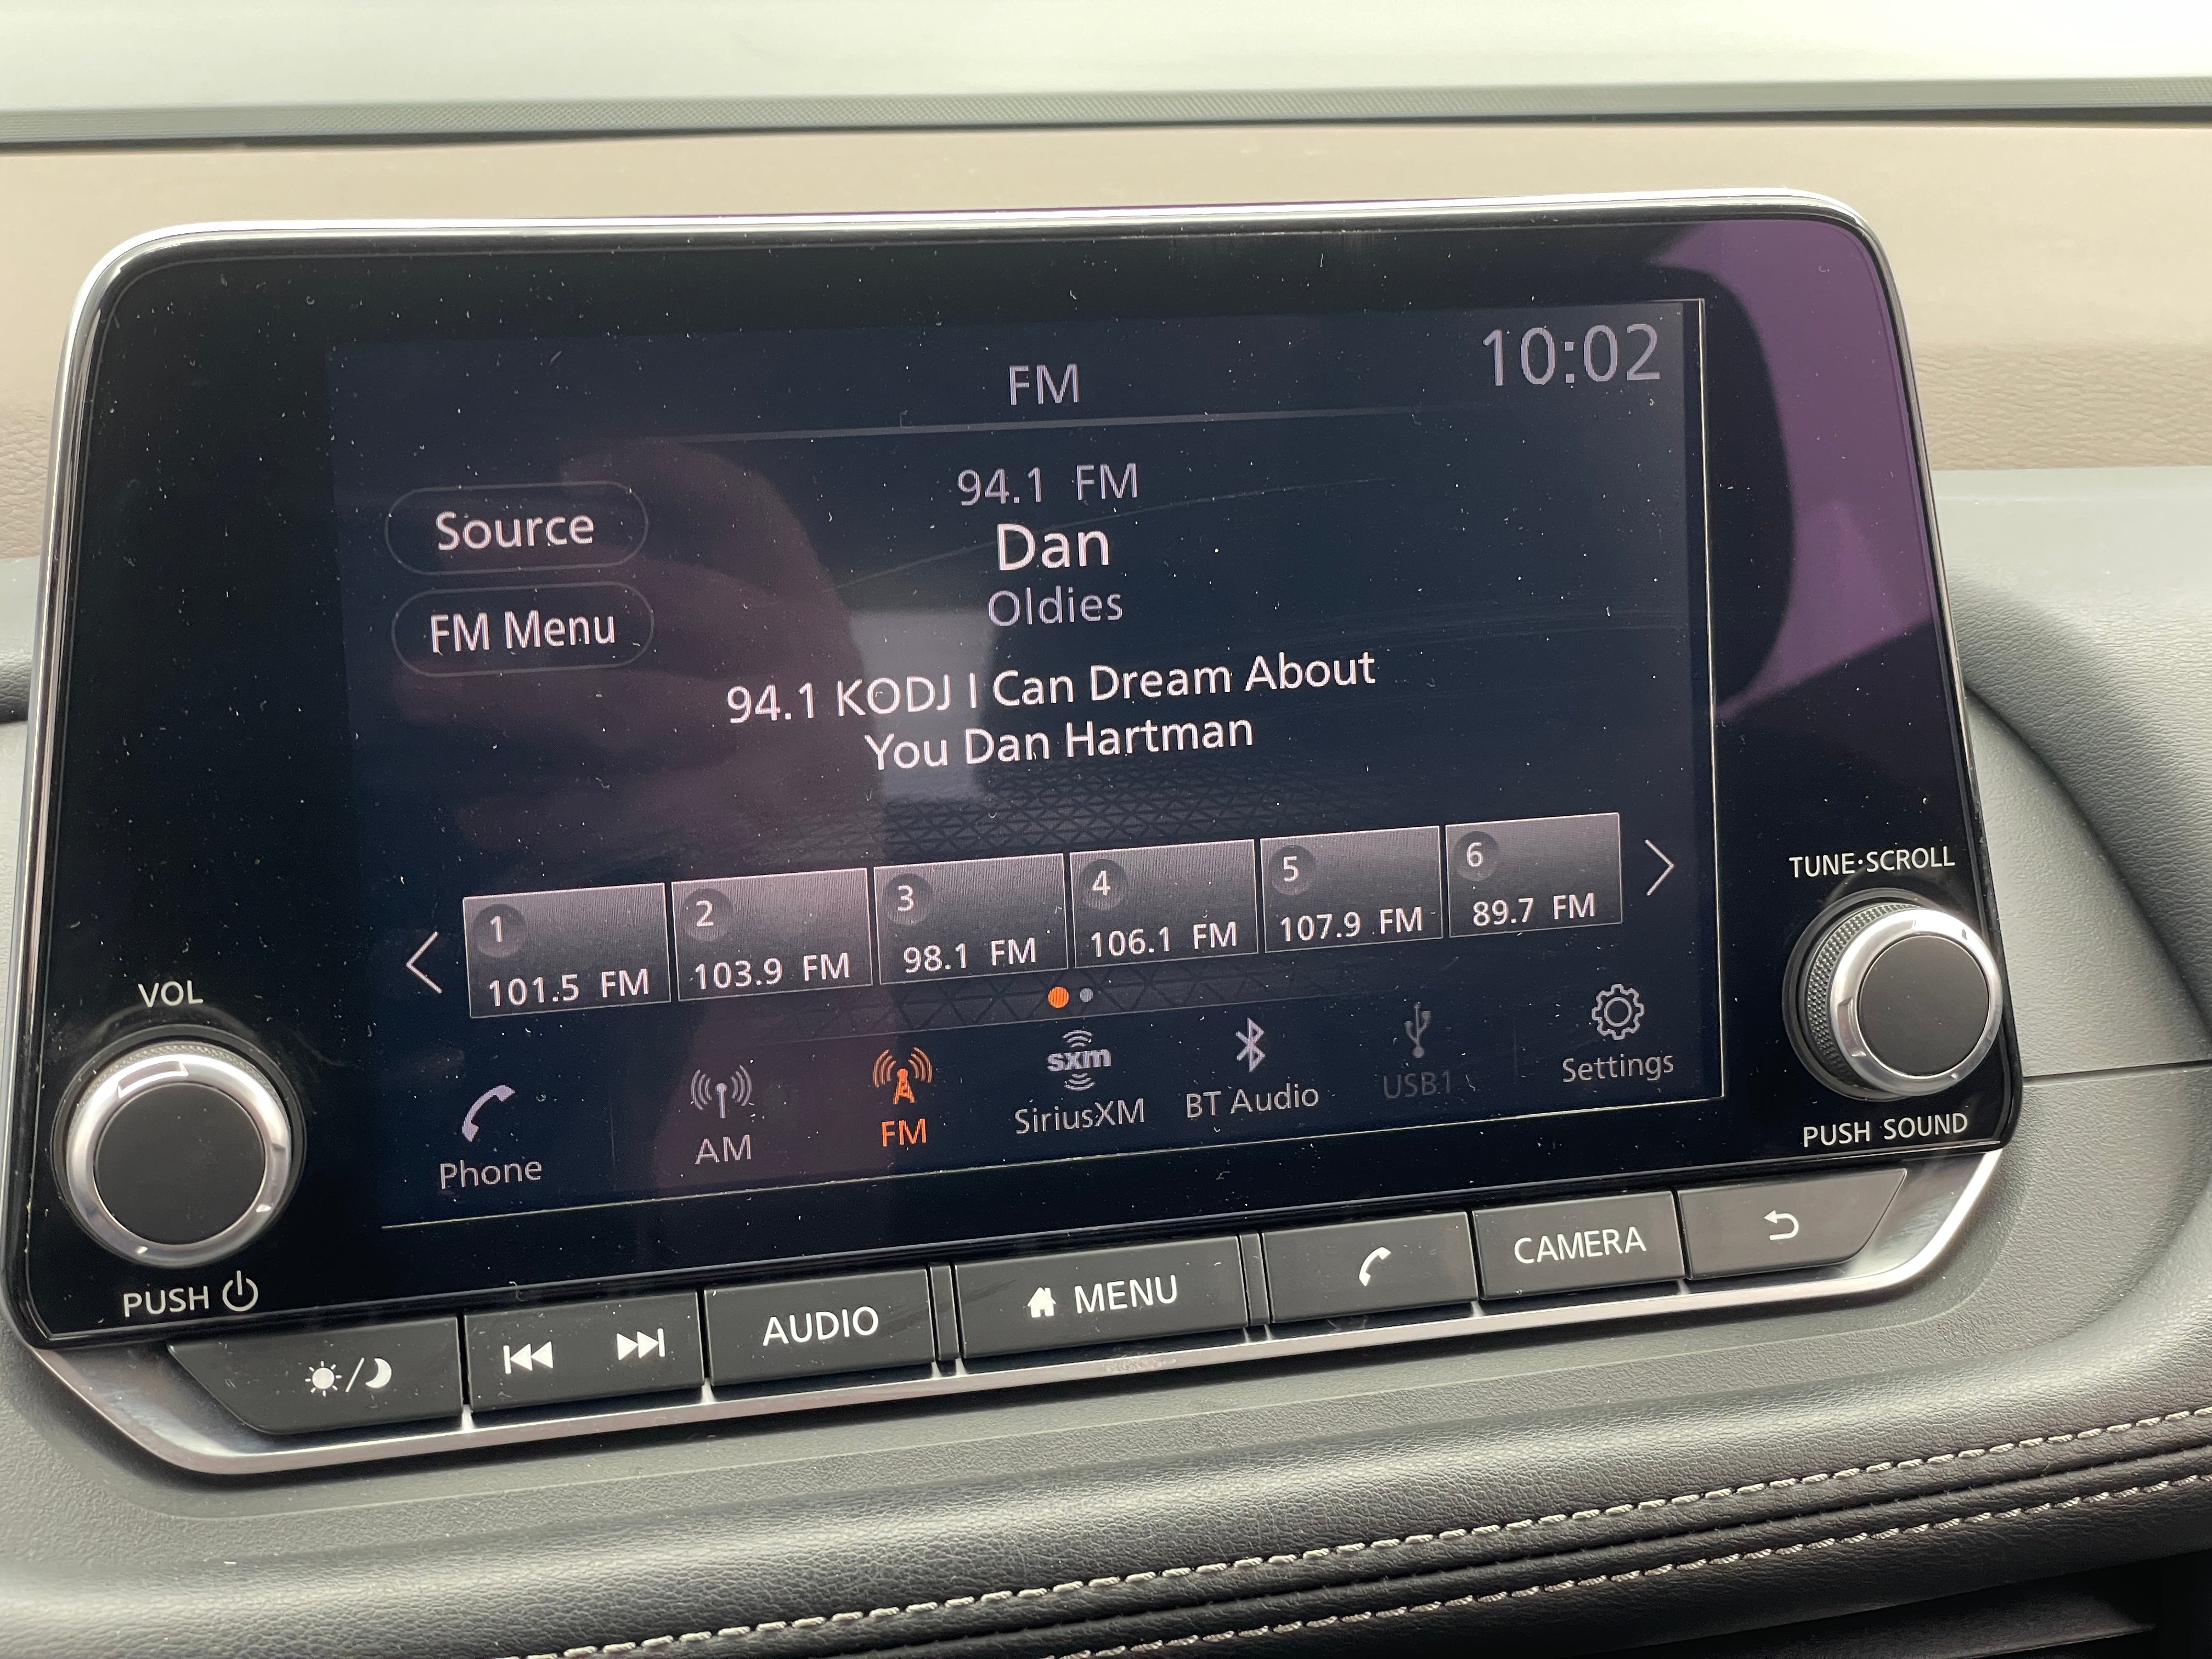 FM
10:02
94.1 FM
Source
Dan
Oldies
FM Menu
94.1 KODJ I Can Dream About
You Dan Hartman
1
101.5 FM
2
103.9 FM
3
98.1 FM
4
106.1 FM
5
107.9 FM
6
89.7 FM
TUNE·SCROLL
VOL
Phone
AM
FM
sxm
SiriusXM
BT Audio
USB1
Settings
PUSH SOUND
PUSH
AUDIO
MENU
CAMERA